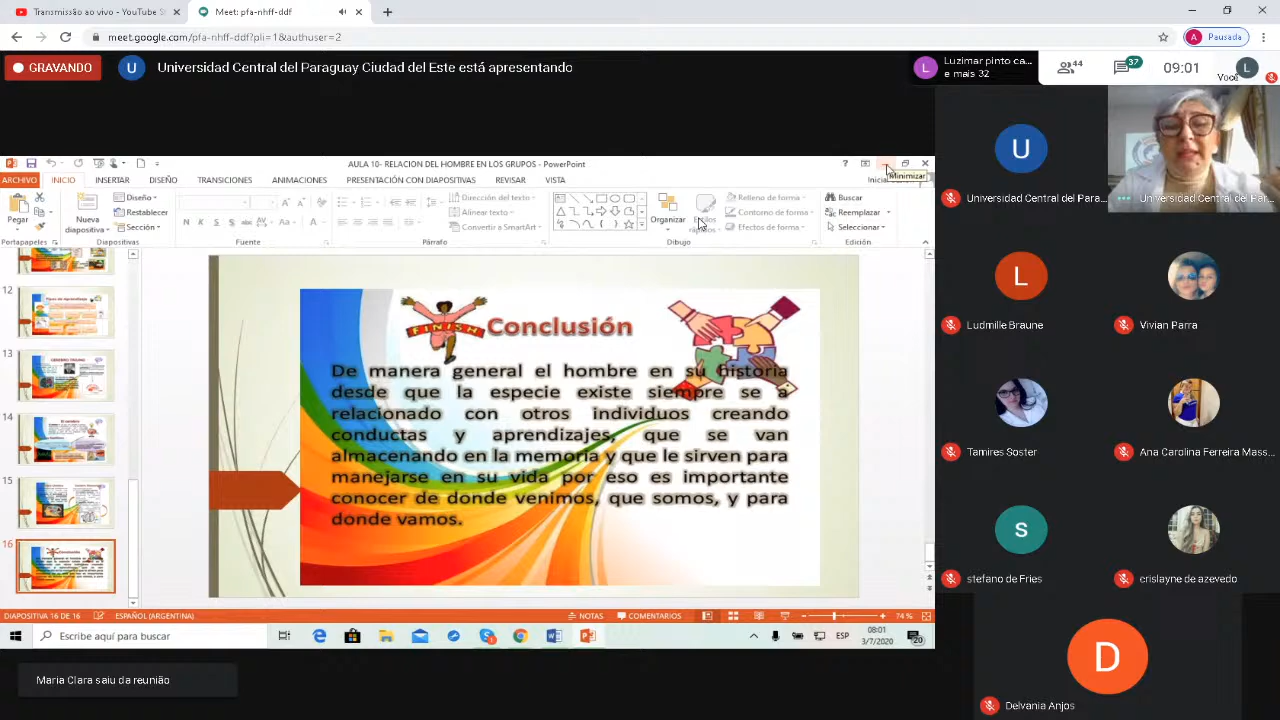 Transmissão ao vivo - YouTube S
Meet: pfa-nhff-ddf
meet.google.com/pfa-nhff-ddf?pli=1&authuser=2
A
Pausada
GRAVANDO
U
Universidad Central del Paraguay Ciudad del Este está apresentando
L
Luzimar pinto ca...
e mais 32
44
37
09:01
Você
L
AULA 10- RELACION DEL HOMBRE EN LOS GRUPOS - PowerPoint
Minimizar
ARCHIVO
INICIO
INSERTAR
DISEÑO
TRANSICIONES
ANIMACIONES
PRESENTACIÓN CON DIAPOSITIVAS
REVISAR
VISTA
Pegar
Nueva
diapositiva
Diseño
Restablecer
Sección
N K S
Aa
A
Dirección del texto
Alinear texto
Convertir a SmartArt
Organizar
Relleno de forma
Contorno de forma
Efectos de forma
Buscar
Reemplazar
Seleccionar
Portapapeles
Diapositivas
Fuente
Párrafo
Dibujo
Edición
12
13
14
15
16
FINISH
Conclusión
De manera general el hombre en su historia
desde que la especie existe siempre se a
relacionado con otros individuos creando
conductas y aprendizajes, que se van
almacenando en la memoria y que le sirven para
manejarse en su vida por eso es importante
conocer de donde venimos, que somos, y para
donde vamos.
DIAPOSITIVA 16 DE 16
ESPAÑOL (ARGENTINA)
NOTAS
COMENTARIOS
74 %
Escribe aquí para buscar
ESP
08:01
3/7/2020
20
Maria Clara saiu da reunião
U
Universidad Central del Para...
Universidad Central del Par...
L
Ludmille Braune
Vivian Parra
Tamires Soster
Ana Carolina Ferreira Mass...
S
stefano de Fries
crislayne de azevedo
D
Delvania Anjos